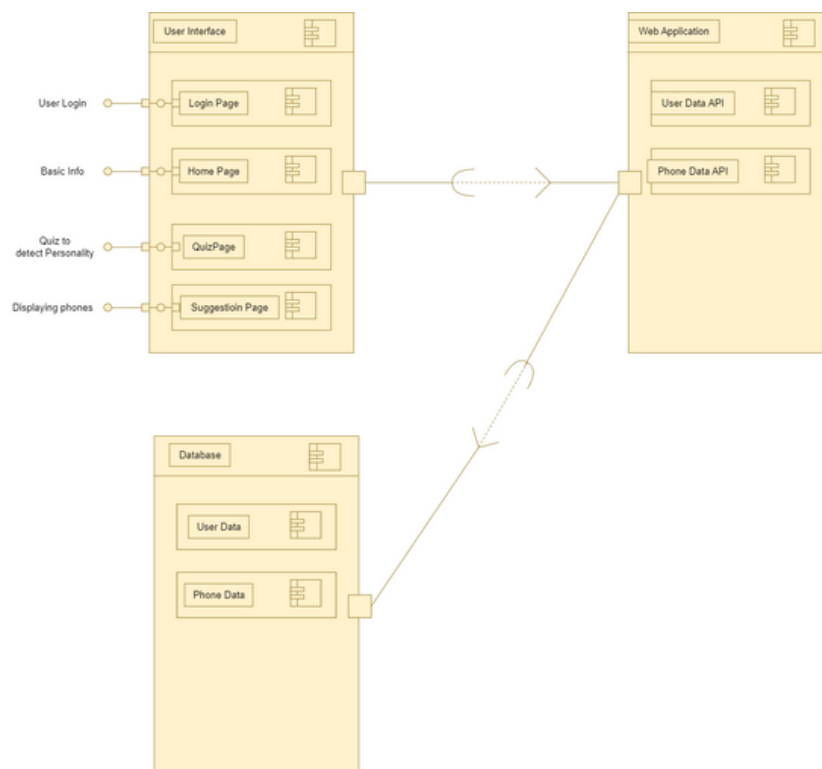 User Interface
Web Application
User Login
Login Page
User Data API
Basic Info
Home Page
Phone Data API
Quiz to
detect Personality
QuizPage
Displaying phones
Suggestioin Page
Database
User Data
Phone Data